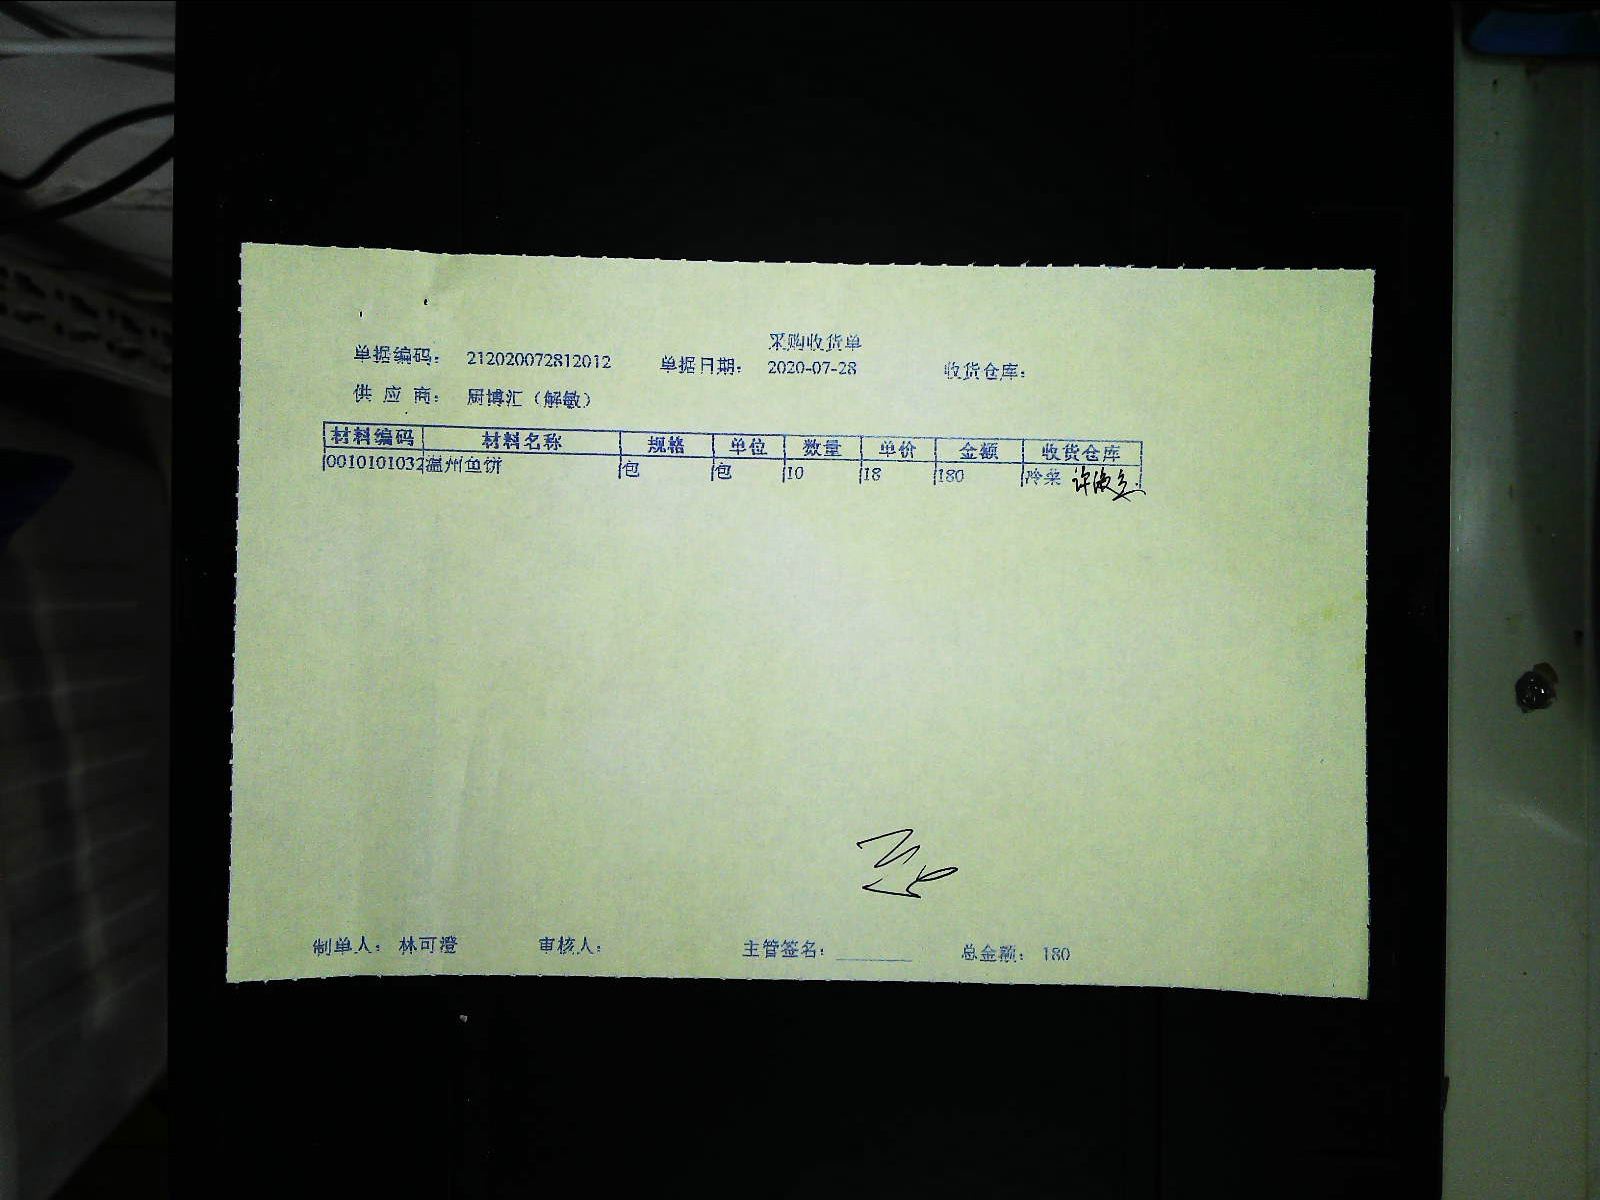 采购收货单
单据编码： 212020072812012 单据日期： 2020-07-28 收货仓库：
供 应 商： 厨博汇（解敏）
材料编码 材料名称 规格 单位 数量 单价 金额 收货仓库
0010101032 温州鱼饼 包 包 10 18 180 冷菜
制单人： 林可澄 审核人： 主管签名： 总金额： 180